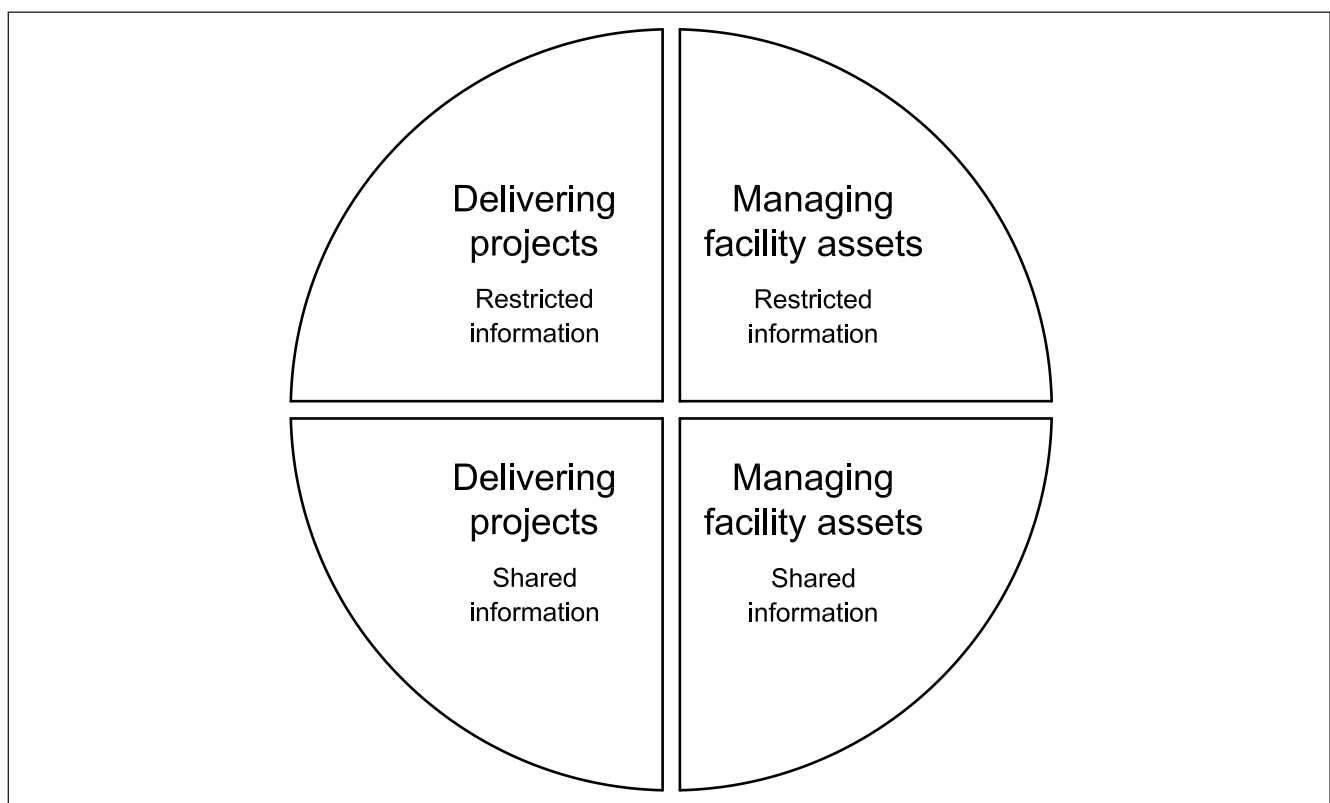 Delivering
projects
Restricted
information
Managing
facility assets
Restricted
information
Delivering
projects
Shared
information
Managing
facility assets
Shared
information